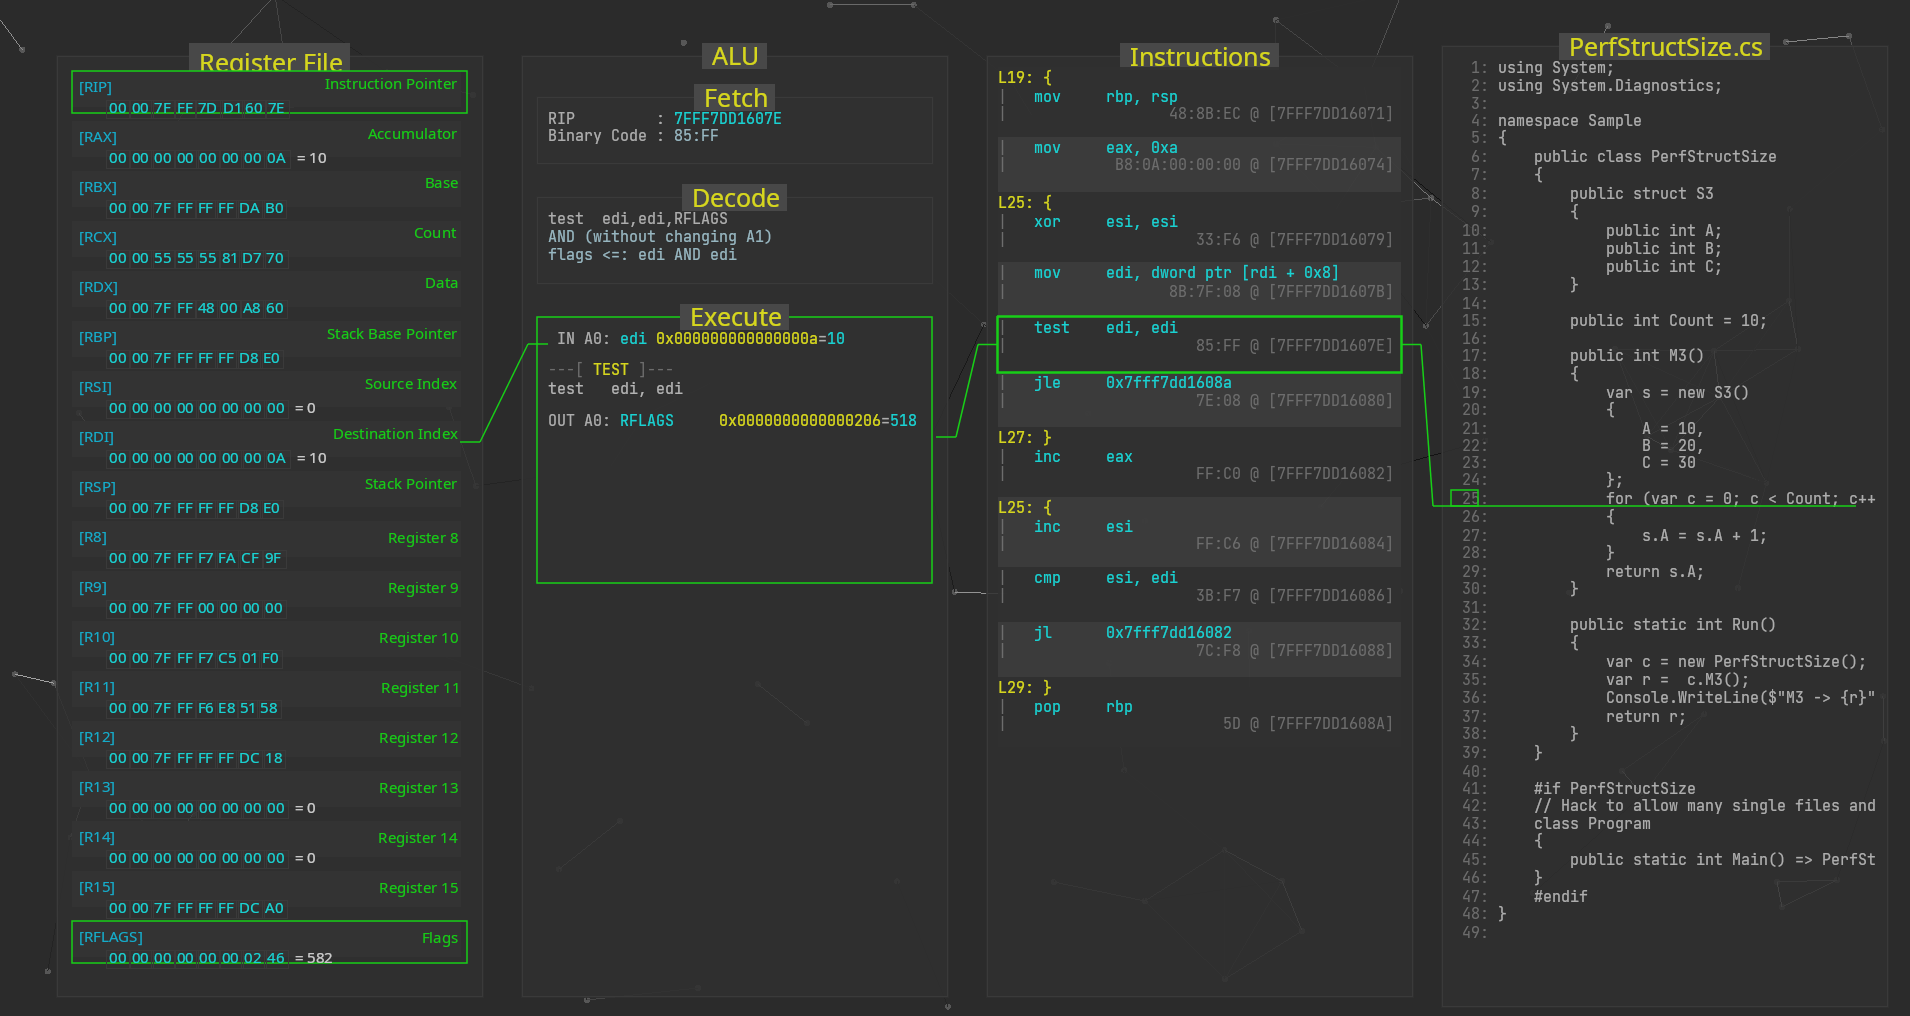 Register File
[RIP] Instruction Pointer
00 00 7F FF 7D D1 60 7E
[RAX] Accumulator
00 00 00 00 00 00 00 0A = 10
[RBX] Base
00 00 7F FF FF FF DA B0
[RCX] Count
00 00 55 55 55 81 D7 70
[RDX] Data
00 00 7F FF 48 00 A8 60
[RBP] Stack Base Pointer
00 00 7F FF FF FF D8 E0
[RSI] Source Index
00 00 00 00 00 00 00 00 = 0
[RDI] Destination Index
00 00 00 00 00 00 00 0A = 10
[RSP] Stack Pointer
00 00 7F FF FF FF D8 E0
[R8] Register 8
00 00 7F FF F7 FA CF 9F
[R9] Register 9
00 00 7F FF 00 00 00 00
[R10] Register 10
00 00 7F FF F7 C5 01 F0
[R11] Register 11
00 00 7F FF F6 E8 51 58
[R12] Register 12
00 00 7F FF FF FF DC 18
[R13] Register 13
00 00 00 00 00 00 00 00 = 0
[R14] Register 14
00 00 00 00 00 00 00 00 = 0
[R15] Register 15
00 00 7F FF FF FF DC A0
[RFLAGS] Flags
00 00 00 00 00 00 02 46 = 582
ALU
Fetch
RIP : 7FFF7DD1607E
Binary Code : 85:FF
Decode
test edi,edi,RFLAGS
AND (without changing A1)
flags <=: edi AND edi
Execute
IN A0: edi 0x000000000000000a=10
---[ TEST ]---
test edi, edi
OUT A0: RFLAGS 0x0000000000000206=518
Instructions
L19: {
| mov rbp, rsp
| 48:8B:EC @ [7FFF7DD16071]
| mov eax, 0xa
| B8:0A:00:00:00 @ [7FFF7DD16074]
L25: {
| xor esi, esi
| 33:F6 @ [7FFF7DD16079]
| mov edi, dword ptr [rdi + 0x8]
| 8B:7F:08 @ [7FFF7DD1607B]
| test edi, edi
| 85:FF @ [7FFF7DD1607E]
| jle 0x7fff7dd1608a
| 7E:08 @ [7FFF7DD16080]
L27: }
| inc eax
| FF:C0 @ [7FFF7DD16082]
L25: {
| inc esi
| FF:C6 @ [7FFF7DD16084]
| cmp esi, edi
| 3B:F7 @ [7FFF7DD16086]
| jl 0x7fff7dd16082
| 7C:F8 @ [7FFF7DD16088]
L29: }
| pop rbp
| 5D @ [7FFF7DD1608A]
PerfStructSize.cs
1: using System;
2: using System.Diagnostics;
3:
4: namespace Sample
5: {
6: public class PerfStructSize
7: {
8: public struct S3
9: {
10: public int A;
11: public int B;
12: public int C;
13: }
14:
15: public int Count = 10;
16:
17: public int M3()
18: {
19: var s = new S3()
20: {
21: A = 10,
22: B = 20,
23: C = 30
24: };
25: for (var c = 0; c < Count; c++
26: {
27: s.A = s.A + 1;
28: }
29: return s.A;
30: }
31:
32: public static int Run()
33: {
34: var c = new PerfStructSize();
35: var r = c.M3();
36: Console.WriteLine($"M3 -> {r}"
37: return r;
38: }
39: }
40:
41: #if PerfStructSize
42: // Hack to allow many single files and
43: class Program
44: {
45: public static int Main() => PerfSt
46: }
47: #endif
48: }
49: